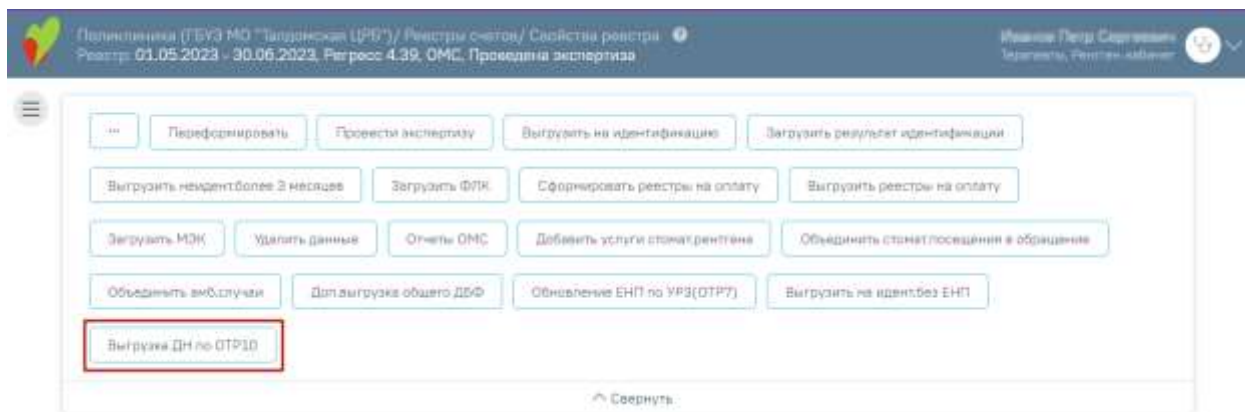 Поликлиника (ГБУЗ МО "Талдомская ЦРБ")/ Реестры счетов/ Свойства реестра
Реестр: 01.05.2023 - 30.06.2023, Регресс 4.39, ОМС, Проведена экспертиза
Иванов Петр Сергеевич
Терапевты, Рентген-кабинет
... Переформировать Провести экспертизу Выгрузить на идентификацию Загрузить результат идентификации
Выгрузить неидент.более 3 месяцев Загрузить ФЛК Сформировать реестры на оплату Выгрузить реестры на оплату
Загрузить МЭК Удалить данные Отчеты ОМС Добавить услуги стомат.рентгена Объединить стомат.посещения в обращение
Объединить амб.случаи Доп.выгрузка общего ДБФ Обновление ЕНП по УРЗ(ОТР7) Выгрузить на идент.без ЕНП
Выгрузка ДН по ОТР10
Свернуть